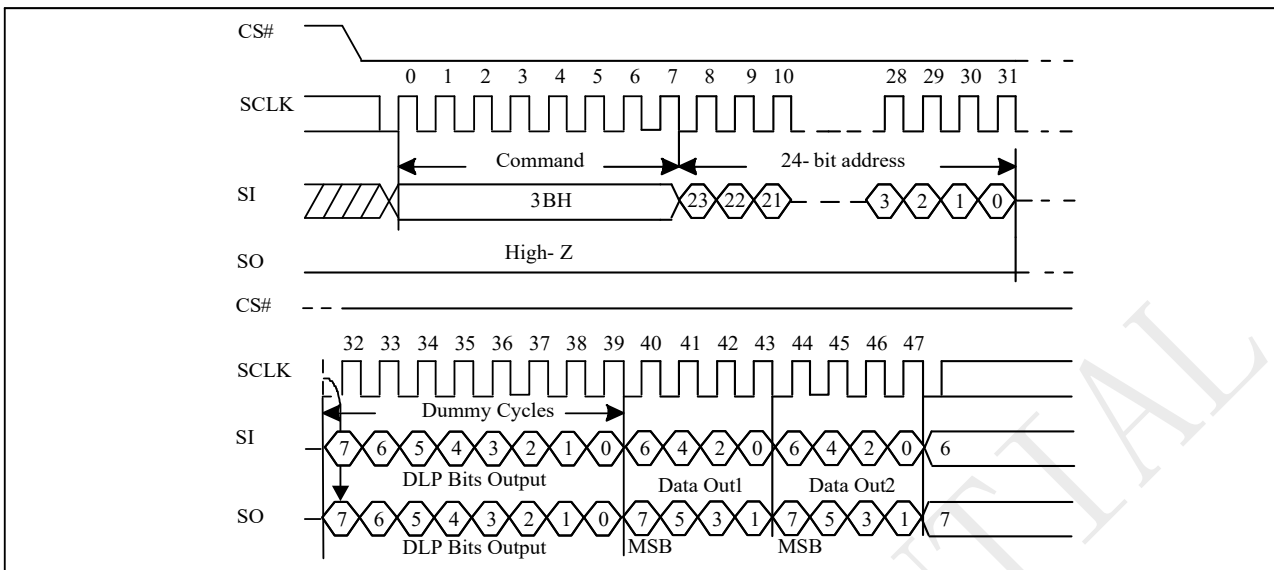 CS#
0 1 2 3 4 5 6 7 8 9 10 28 29 30 31
SCLK
Command 24- bit address
SI 3BH 23 22 21 3 2 1 0
High- Z
SO
CS#
32 33 34 35 36 37 38 39 40 41 42 43 44 45 46 47
SCLK
Dummy Cycles
SI 7 6 5 4 3 2 1 0 6 4 2 0 6 4 2 0 6
DLP Bits Output Data Out1 Data Out2
SO 7 6 5 4 3 2 1 0 7 5 3 1 7 5 3 1 7
DLP Bits Output MSB MSB
TIAL